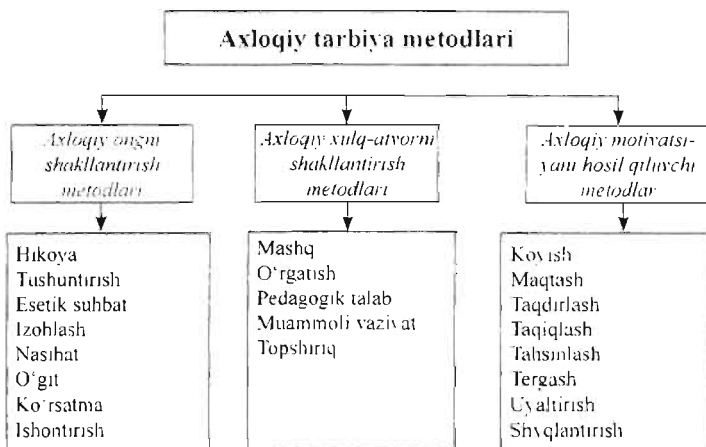 Axloqiy tarbiya metodlari
Axloqiy ongni
shakllantirish
metodlari
Axloqiy xulq-atvorni
shakllantirish
metodlari
Axloqiy motivatsi-
yani hosil qiluvchi
metodlar
Hikoya
Tushuntirish
Esetik suhbat
Izohlash
Nasihat
O‘git
Ko‘rsatma
Ishontirish
Mashq
O‘rgatish
Pedagogik talab
Muammoli vaziyat
Topshiriq
Koyish
Maqtash
Taqdirlash
Taqiqlash
Tahsinlash
Tergash
Uyaltirish
Shyqlantirish